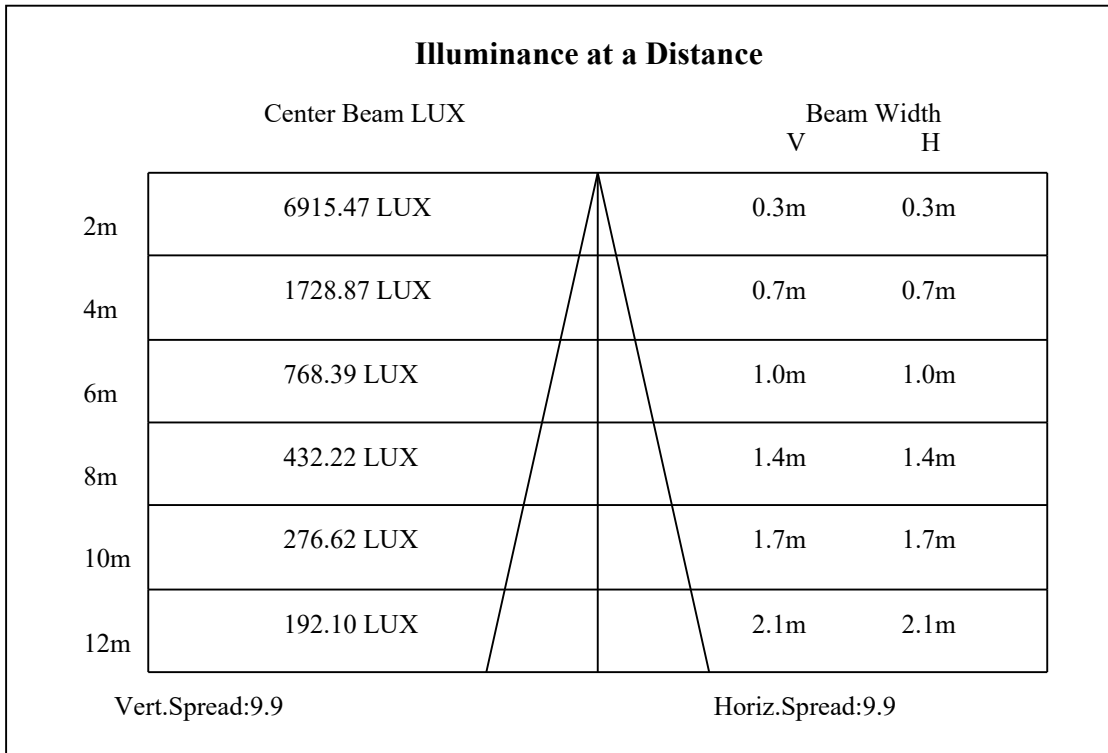 Illuminance at a Distance
Center Beam LUX Beam Width
V H
2m 6915.47 LUX 0.3m 0.3m
4m 1728.87 LUX 0.7m 0.7m
6m 768.39 LUX 1.0m 1.0m
8m 432.22 LUX 1.4m 1.4m
10m 276.62 LUX 1.7m 1.7m
12m 192.10 LUX 2.1m 2.1m
Vert.Spread:9.9 Horiz.Spread:9.9